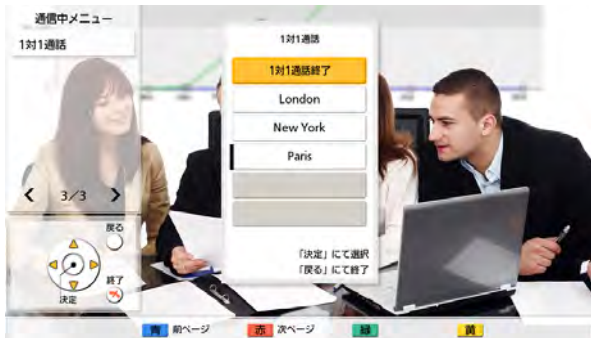 通信中メニュー
1対1通話
3/3
戻る
終了
決定
1対1通話
1対1通話終了
London
New York
Paris
「決定」にて選択
「戻る」にて終了
青 前ページ 赤 次ページ 緑 黄